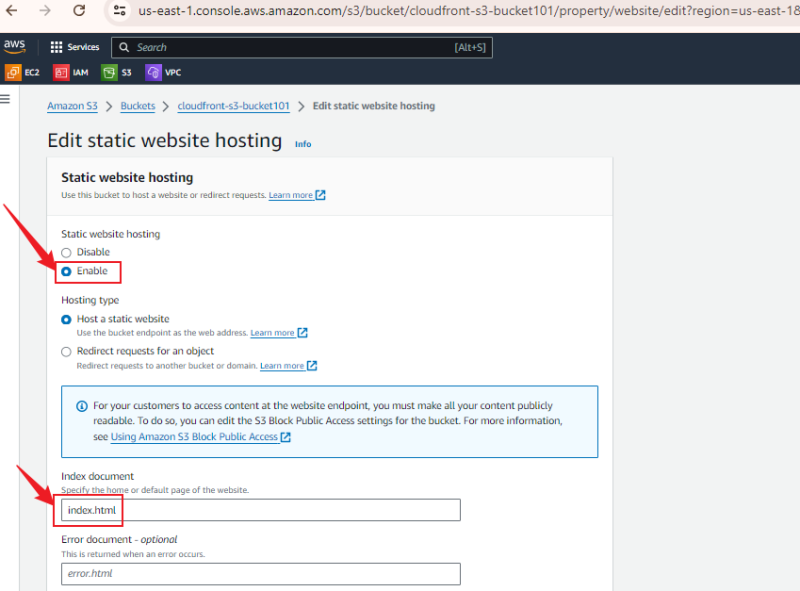 us-east-1.console.aws.amazon.com/s3/bucket/cloudfront-s3-bucket101/property/website/edit?region=us-east-18
aws Services Search [Alt+S]
EC2 IAM S3 VPC
Amazon S3 > Buckets > cloudfront-s3-bucket101 > Edit static website hosting
Edit static website hosting Info
Static website hosting
Use this bucket to host a website or redirect requests. Learn more
Static website hosting
Disable
Enable
Hosting type
Host a static website
Use the bucket endpoint as the web address. Learn more
Redirect requests for an object
Redirect requests to another bucket or domain. Learn more
For your customers to access content at the website endpoint, you must make all your content publicly
readable. To do so, you can edit the S3 Block Public Access settings for the bucket. For more information,
see Using Amazon S3 Block Public Access
Index document
Specify the home or default page of the website.
index.html
Error document - optional
This is returned when an error occurs.
error.html